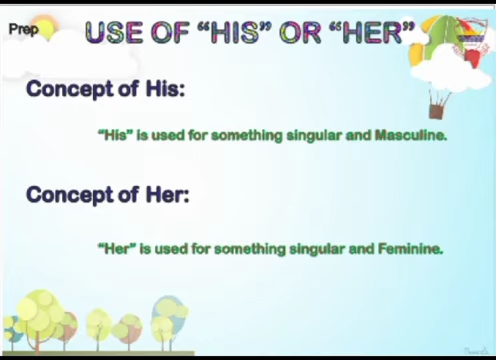 Prep
USE OF “HIS” OR “HER”
Concept of His:
“His” is used for something singular and Masculine.
Concept of Her:
“Her” is used for something singular and Feminine.